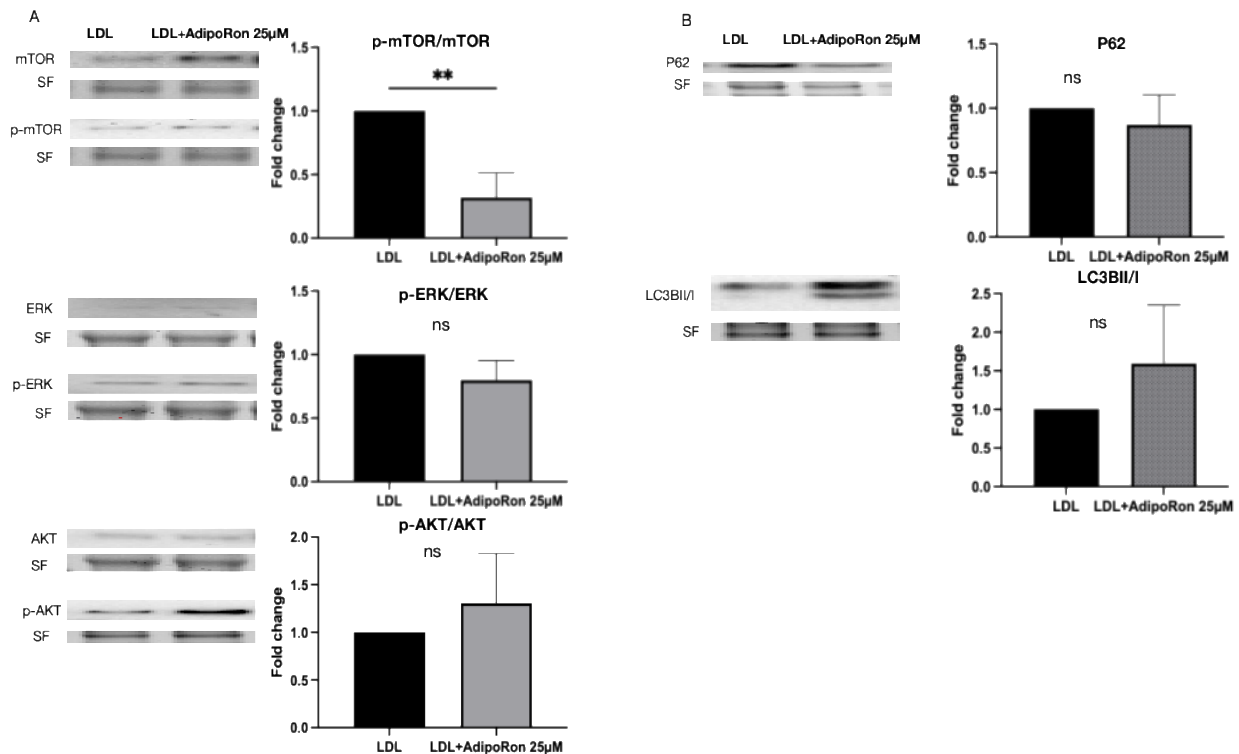 A
LDL LDL+AdipoRon 25µM
mTOR
SF
p-mTOR
SF
p-mTOR/mTOR
**
Fold change
1.5
1.0
0.5
0.0
LDL LDL+AdipoRon 25µM
ERK
SF
p-ERK
SF
p-ERK/ERK
ns
Fold change
1.5
1.0
0.5
0.0
LDL LDL+AdipoRon 25µM
AKT
SF
p-AKT
SF
p-AKT/AKT
ns
Fold change
2.0
1.5
1.0
0.5
0.0
LDL LDL+AdipoRon 25µM
B
LDL LDL+AdipoRon 25µM
P62
SF
P62
ns
Fold change
1.5
1.0
0.5
0.0
LDL LDL+AdipoRon 25µM
LC3BII/I
SF
LC3BII/I
ns
Fold change
2.5
2.0
1.5
1.0
0.5
0.0
LDL LDL+AdipoRon 25µM